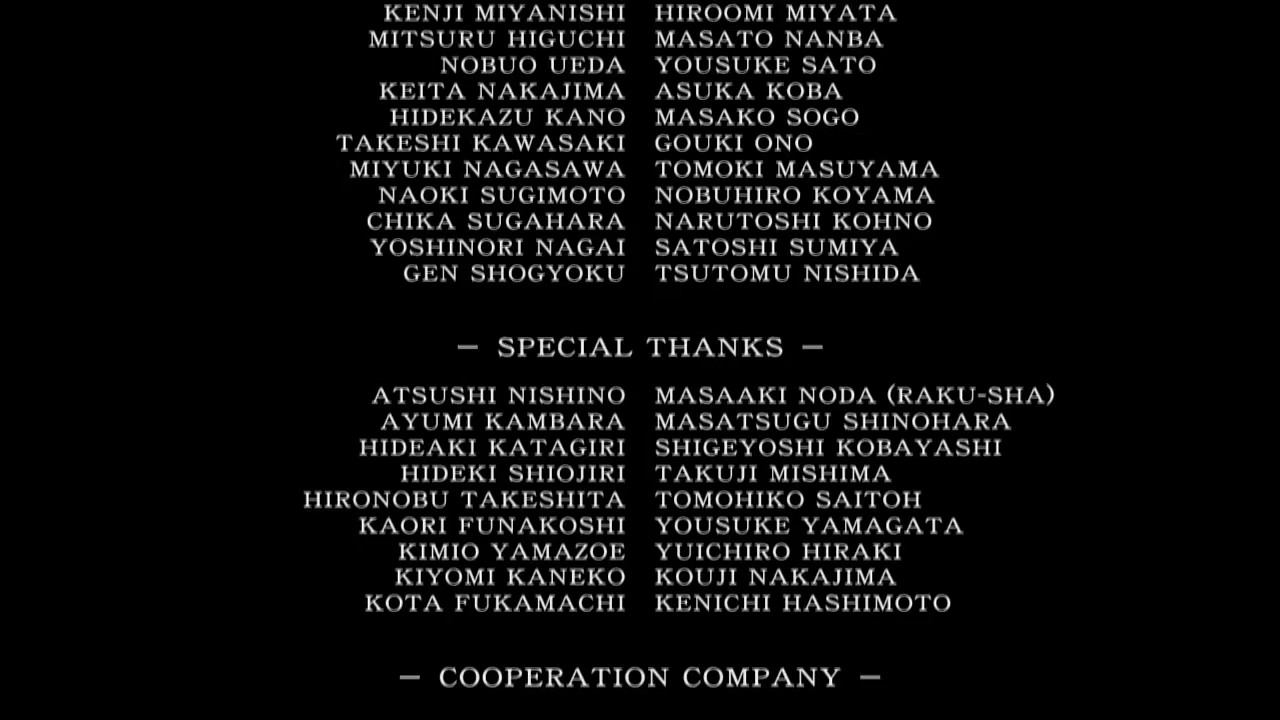 KENJI MIYANISHI HIROOMI MIYATA
MITSURU HIGUCHI MASATO NANBA
NOBUO UEDA YOUSUKE SATO
KEITA NAKAJIMA ASUKA KOBA
HIDEKAZU KANO MASAKO SOGO
TAKESHI KAWASAKI GOUKI ONO
MIYUKI NAGASAWA TOMOKI MASUYAMA
NAOKI SUGIMOTO NOBUHIRO KOYAMA
CHIKA SUGAHARA NARUTOSHI KOHNO
YOSHINORI NAGAI SATOSHI SUMIYA
GEN SHOGYOKU TSUTOMU NISHIDA
— SPECIAL THANKS —
ATSUSHI NISHINO MASAAKI NODA (RAKU-SHA)
AYUMI KAMBARA MASATSUGU SHINOHARA
HIDEAKI KATAGIRI SHIGEYOSHI KOBAYASHI
HIDEKI SHIOJIRI TAKUJI MISHIMA
HIRONOBU TAKESHITA TOMOHIKO SAITOH
KAORI FUNAKOSHI YOUSUKE YAMAGATA
KIMIO YAMAZOE YUICHIRO HIRAKI
KIYOMI KANEKO KOUJI NAKAJIMA
KOTA FUKAMACHI KENICHI HASHIMOTO
— COOPERATION COMPANY —